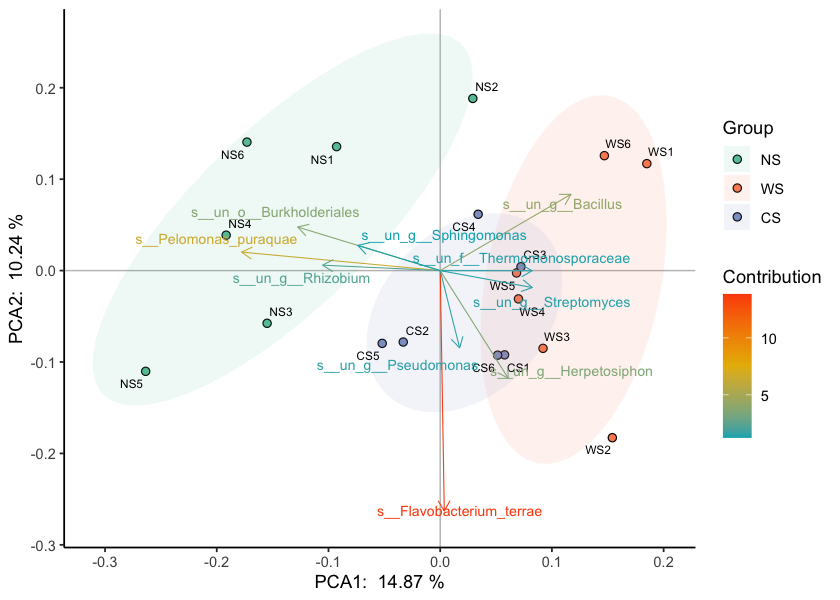 NS2
WS6
WS1
NS6
NS1
s__un_g__Bacillus
s__un_o__Burkholderiales
NS4
CS4
s__Pelomonas_puraquae
s__un_g__Sphingomonas
CS3
s__un_f__Thermomonosporaceae
s__un_g__Rhizobium
WS5
s__un_g__Streptomyces
NS3
WS4
CS2
WS3
CS5
s__un_g__Pseudomonas
CS6
CS1
s__un_g__Herpetosiphon
NS5
WS2
s__Flavobacterium_terrae
0.2
0.1
0.0
-0.1
-0.2
-0.3
PCA2: 10.24 %
-0.3
-0.2
-0.1
0.0
0.1
0.2
PCA1: 14.87 %
Group
NS
WS
CS
Contribution
10
5